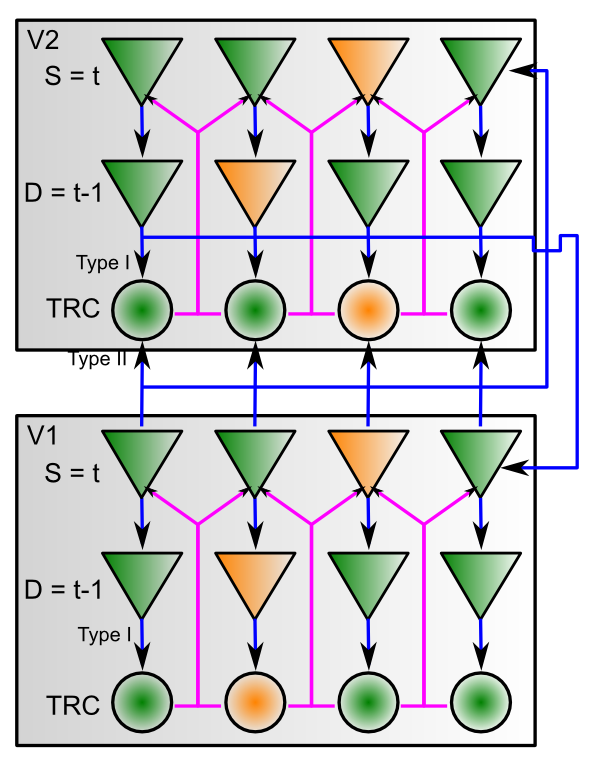 V2
S = t
D = t-1
Type I
TRC
Type II
V1
S = t
D = t-1
Type I
TRC